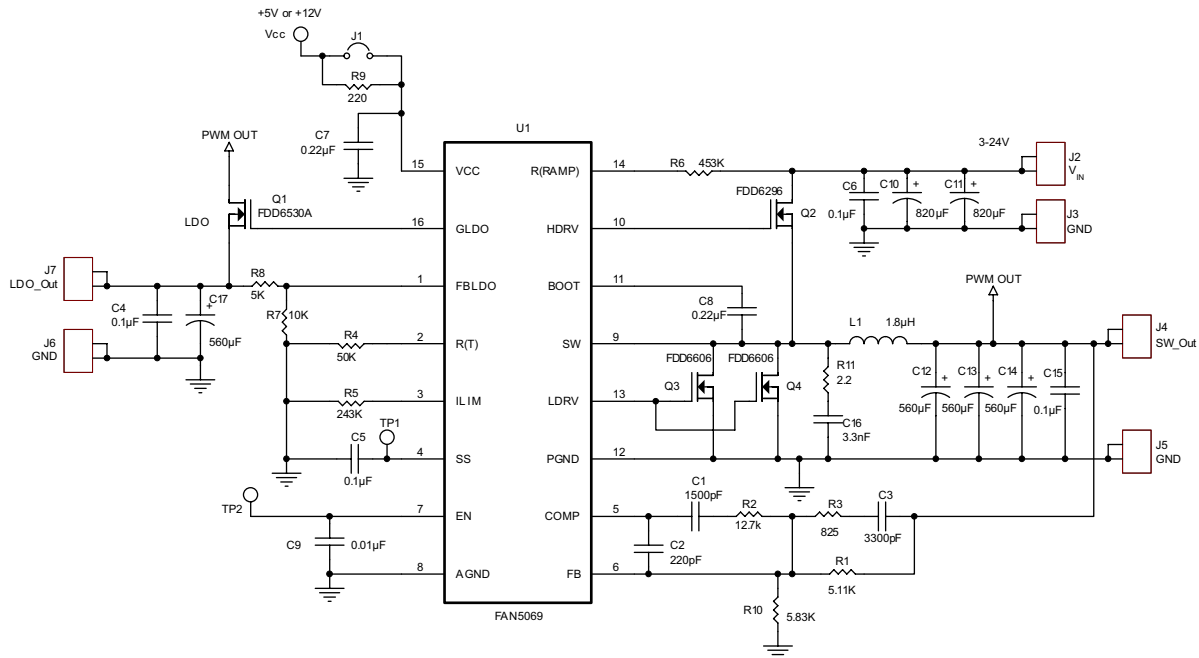 +5V or +12V
Vcc
J1
R9
220
C7
0.22µF
U1
PWM OUT
Q1
FDD6530A
LDO
15
VCC
16
GLDO
1
FBLDO
2
R(T)
3
ILIM
4
SS
7
EN
8
AGND
R(RAMP)
14
HDRV
10
BOOT
11
SW
9
LDRV
13
PGND
12
COMP
5
FB
6
FAN5069
J7
LDO_Out
J6
GND
C4
0.1µF
C17
+
560µF
R8
5K
R7
10K
R4
50K
R5
243K
C5
0.1µF
TP1
TP2
C9
0.01µF
R6
453K
FDD6296
Q2
3-24V
J2
VIN
J3
GND
C6
0.1µF
C10
+
820µF
C11
+
820µF
C8
0.22µF
PWM OUT
L1
1.8µH
J4
SW_Out
FDD6606
FDD6606
Q3
Q4
R11
2.2
C16
3.3nF
C12
+
560µF
C13
+
560µF
C14
+
560µF
C15
0.1µF
J5
GND
C1
1500pF
R2
12.7k
R3
825
C3
3300pF
C2
220pF
R1
5.11K
R10
5.83K